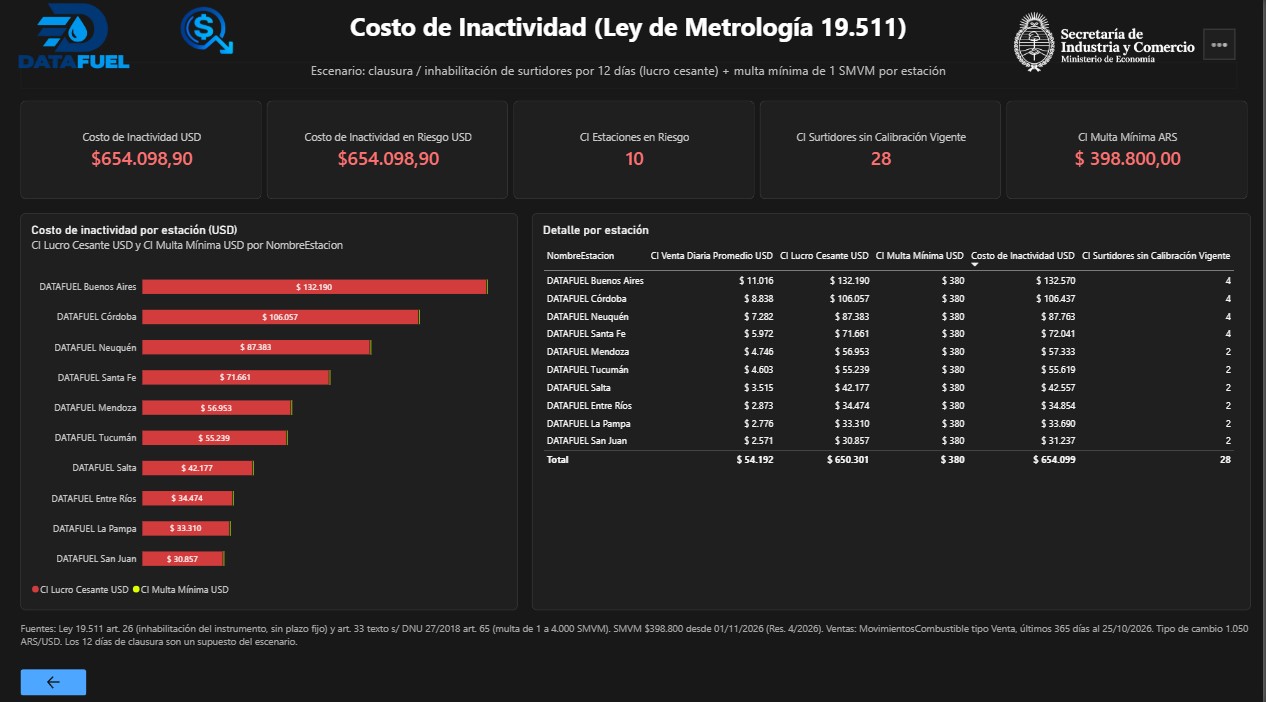 DATAFUEL
Costo de Inactividad (Ley de Metrología 19.511)
Escenario: clausura / inhabilitación de surtidores por 12 días (lucro cesante) + multa mínima de 1 SMVM por estación
Secretaría de
Industria y Comercio
Ministerio de Economía
Costo de Inactividad USD
$654.098,90
Costo de Inactividad en Riesgo USD
$654.098,90
CI Estaciones en Riesgo
10
CI Surtidores sin Calibración Vigente
28
CI Multa Mínima ARS
$ 398.800,00
Costo de inactividad por estación (USD)
CI Lucro Cesante USD y CI Multa Mínima USD por NombreEstacion
DATAFUEL Buenos Aires $ 132.190
DATAFUEL Córdoba $ 106.057
DATAFUEL Neuquén $ 87.383
DATAFUEL Santa Fe $ 71.661
DATAFUEL Mendoza $ 56.953
DATAFUEL Tucumán $ 55.239
DATAFUEL Salta $ 42.177
DATAFUEL Entre Ríos $ 34.474
DATAFUEL La Pampa $ 33.310
DATAFUEL San Juan $ 30.857
CI Lucro Cesante USD CI Multa Mínima USD
Detalle por estación
NombreEstacion CI Venta Diaria Promedio USD CI Lucro Cesante USD CI Multa Mínima USD Costo de Inactividad USD CI Surtidores sin Calibración Vigente
DATAFUEL Buenos Aires $ 11.016 $ 132.190 $ 380 $ 132.570 4
DATAFUEL Córdoba $ 8.838 $ 106.057 $ 380 $ 106.437 4
DATAFUEL Neuquén $ 7.282 $ 87.383 $ 380 $ 87.763 4
DATAFUEL Santa Fe $ 5.972 $ 71.661 $ 380 $ 72.041 4
DATAFUEL Mendoza $ 4.746 $ 56.953 $ 380 $ 57.333 2
DATAFUEL Tucumán $ 4.603 $ 55.239 $ 380 $ 55.619 2
DATAFUEL Salta $ 3.515 $ 42.177 $ 380 $ 42.557 2
DATAFUEL Entre Ríos $ 2.873 $ 34.474 $ 380 $ 34.854 2
DATAFUEL La Pampa $ 2.776 $ 33.310 $ 380 $ 33.690 2
DATAFUEL San Juan $ 2.571 $ 30.857 $ 380 $ 31.237 2
Total $ 54.192 $ 650.301 $ 380 $ 654.099 28
Fuentes: Ley 19.511 art. 26 (inhabilitación del instrumento, sin plazo fijo) y art. 33 texto s/ DNU 27/2018 art. 65 (multa de 1 a 4.000 SMVM). SMVM $398.800 desde 01/11/2026 (Res. 4/2026). Ventas: MovimientosCombustible tipo Venta, últimos 365 días al 25/10/2026. Tipo de cambio 1.050
ARS/USD. Los 12 días de clausura son un supuesto del escenario.